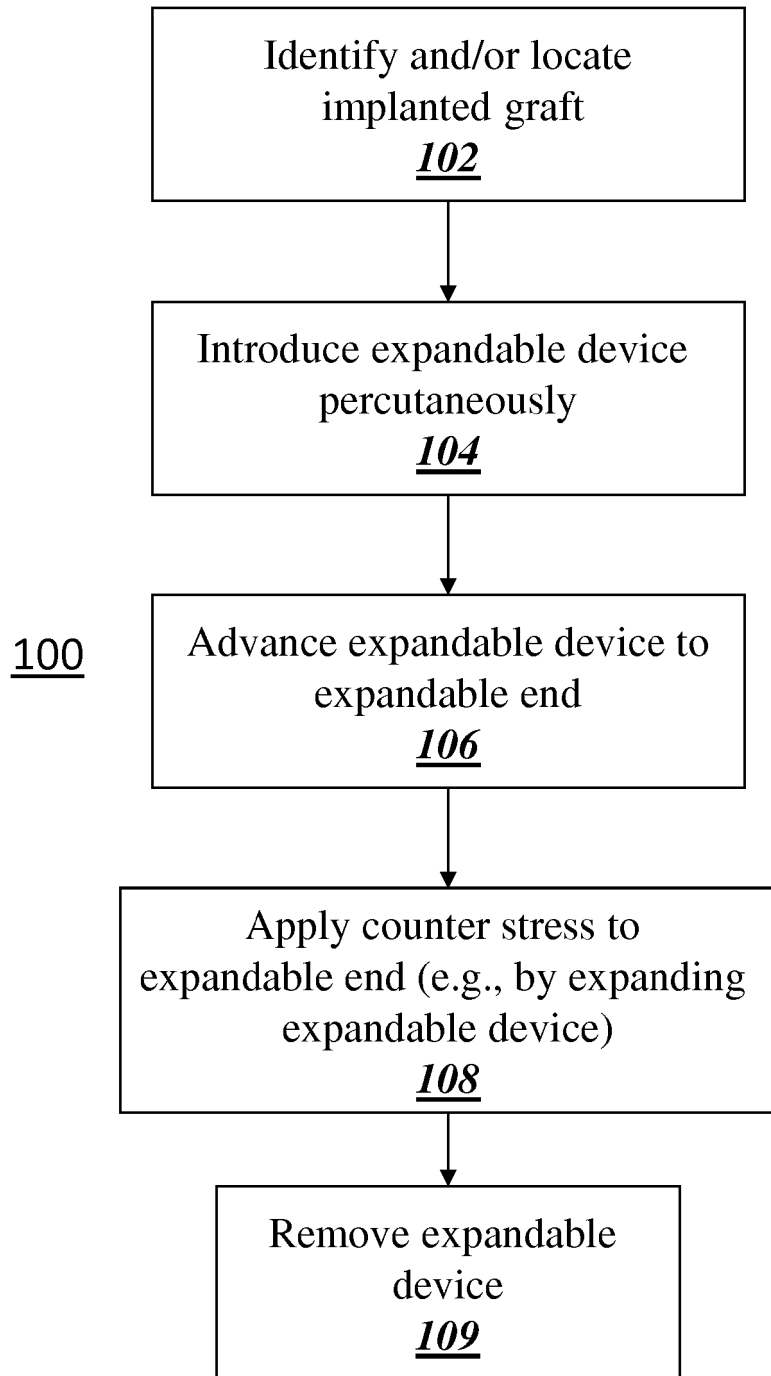 Identify and/or locate
implanted graft
102
Introduce expandable device
percutaneously
104
100
Advance expandable device to
expandable end
106
Apply counter stress to
expandable end (e.g., by expanding
expandable device)
108
Remove expandable
device
109